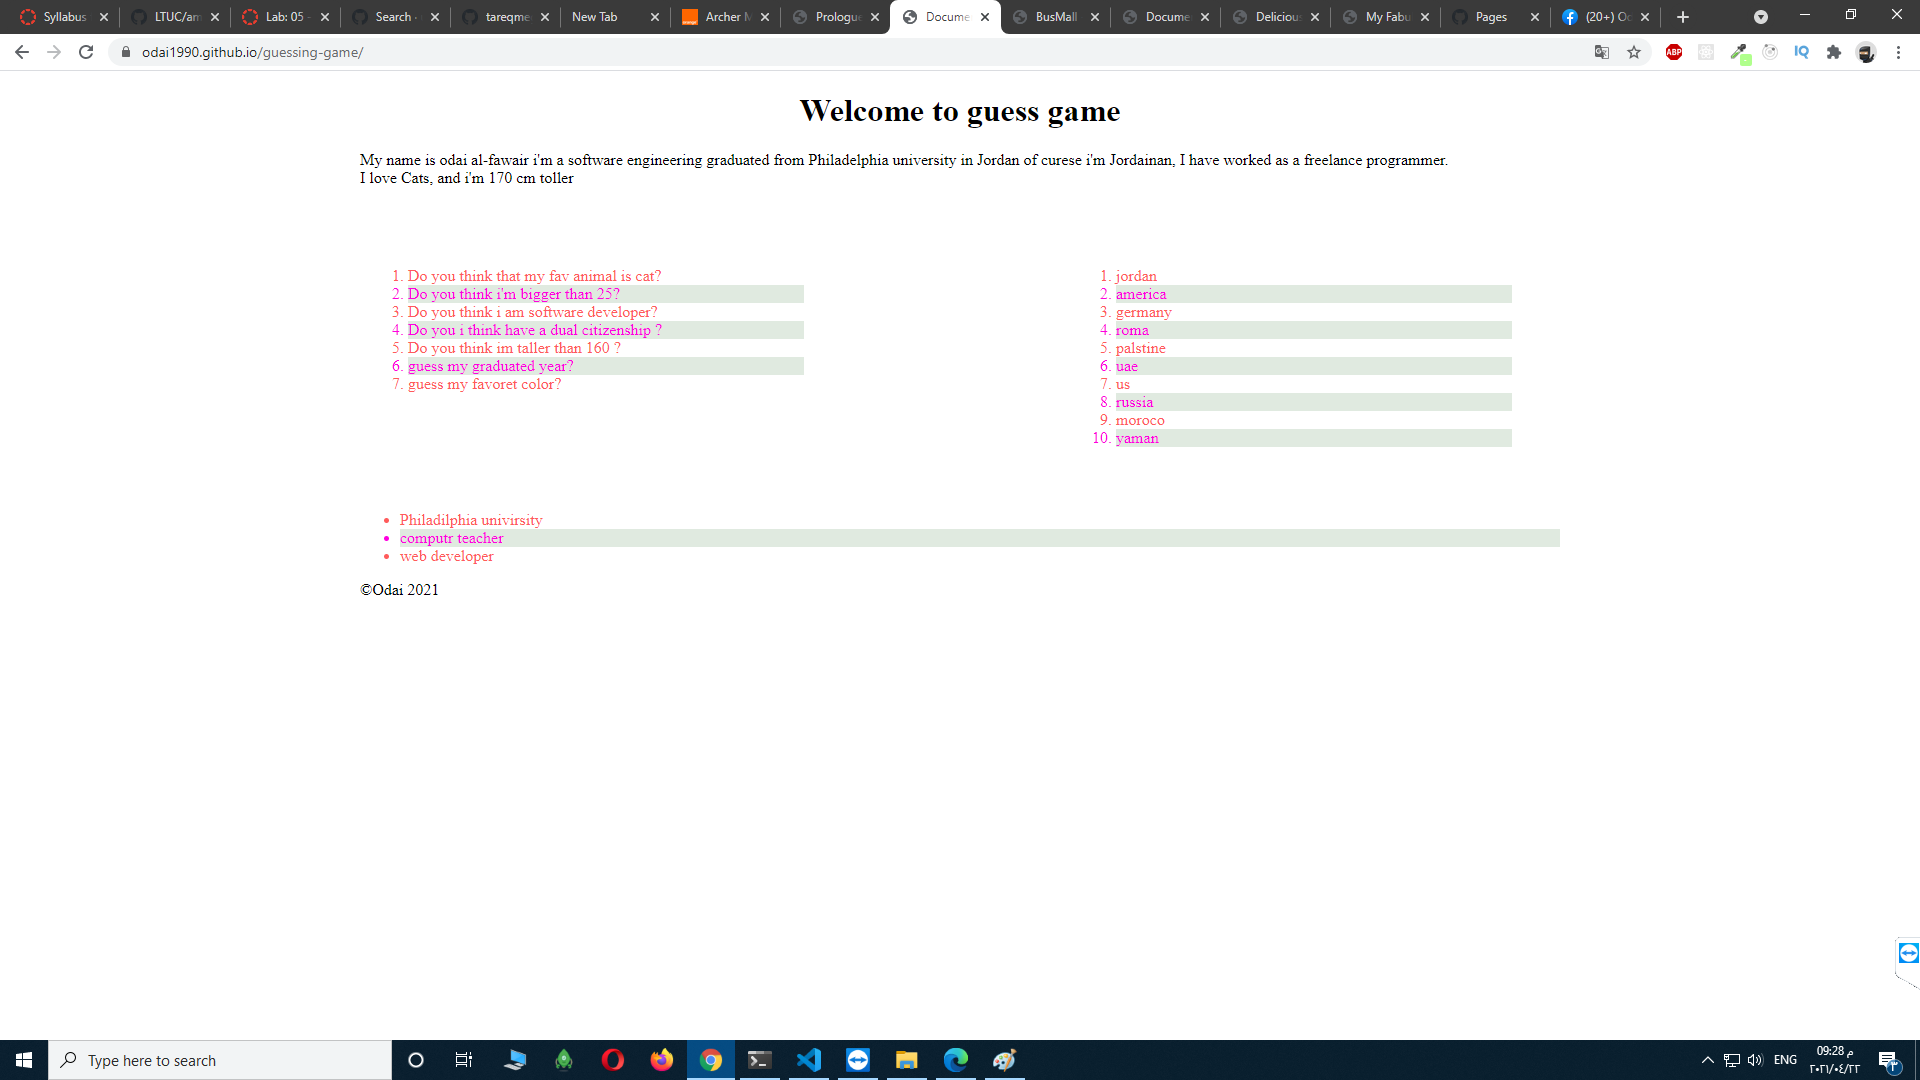 Syllabus
LTUC/am
Lab: 05 -
Search ·
tareqme
New Tab
Archer M
Prologue
Docume
BusMall
Docume
Deliciou
My Fabu
Pages
(20+) Oc
odai1990.github.io/guessing-game/
ABP
IQ
Welcome to guess game
My name is odai al-fawair i'm a software engineering graduated from Philadelphia university in Jordan of curese i'm Jordainan, I have worked as a freelance programmer.
I love Cats, and i'm 170 cm toller
1. Do you think that my fav animal is cat?
2. Do you think i'm bigger than 25?
3. Do you think i am software developer?
4. Do you i think have a dual citizenship ?
5. Do you think im taller than 160 ?
6. guess my graduated year?
7. guess my favoret color?
1. jordan
2. america
3. germany
4. roma
5. palstine
6. uae
7. us
8. russia
9. moroco
10. yaman
• Philadilphia univirsity
• computr teacher
• web developer
©Odai 2021
Type here to search
ENG
09:28 م
٢٠٢١/٠٤/٢٢
٣